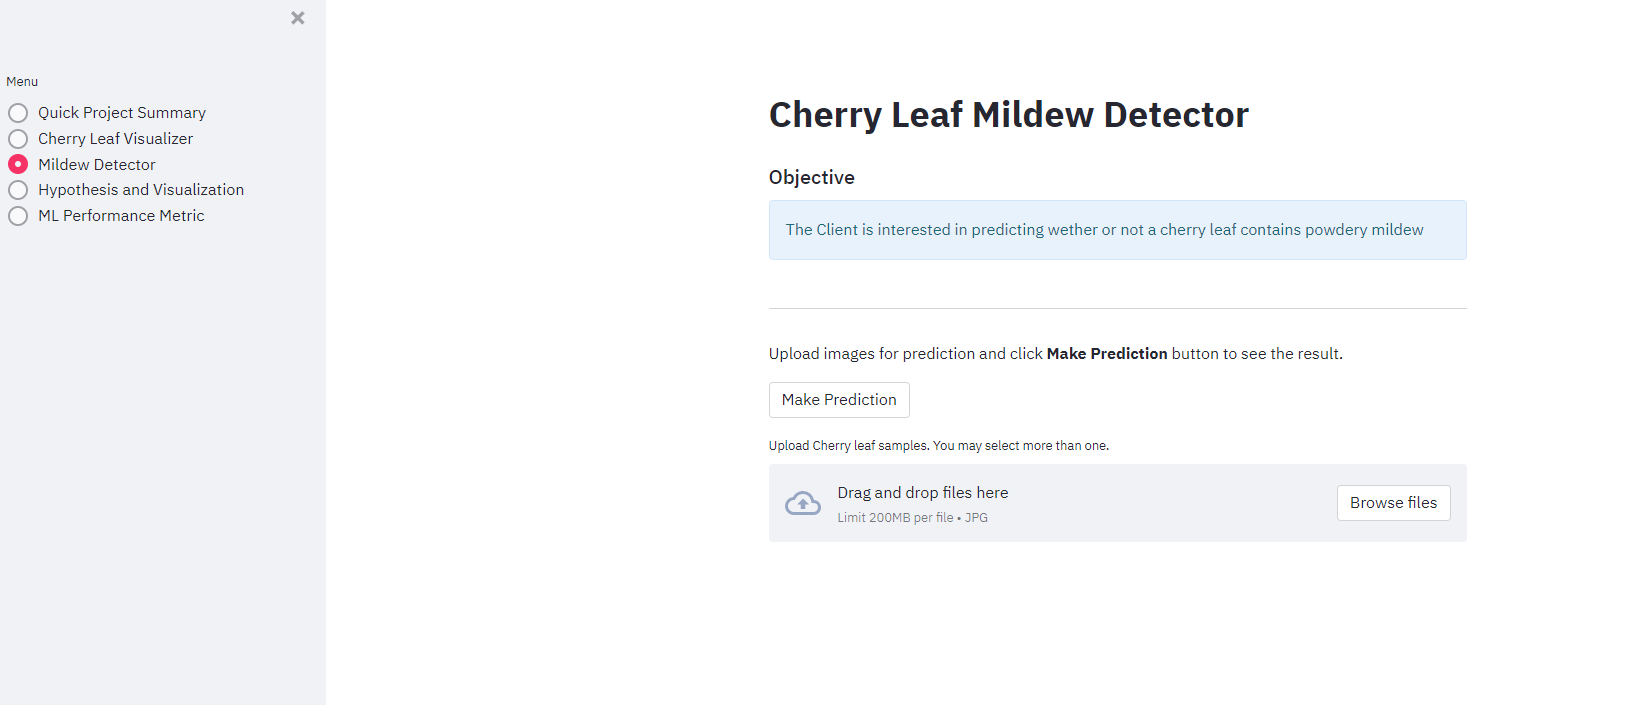 Menu
Quick Project Summary
Cherry Leaf Visualizer
Mildew Detector
Hypothesis and Visualization
ML Performance Metric
Cherry Leaf Mildew Detector
Objective
The Client is interested in predicting wether or not a cherry leaf contains powdery mildew
Upload images for prediction and click Make Prediction button to see the result.
Make Prediction
Upload Cherry leaf samples. You may select more than one.
Drag and drop files here
Limit 200MB per file • JPG
Browse files